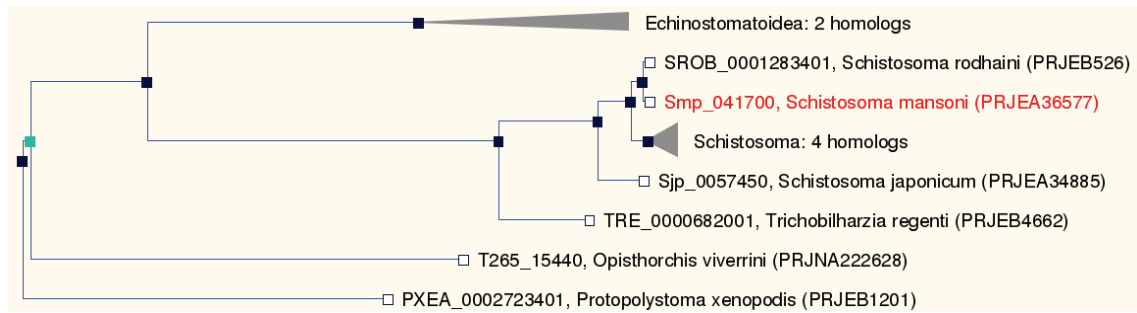 Echinostomatoidea: 2 homologs
SROB_0001283401, Schistosoma rodhaini (PRJEB526)
Smp_041700, Schistosoma mansoni (PRJEA36577)
Schistosoma: 4 homologs
Sjp_0057450, Schistosoma japonicum (PRJEA34885)
TRE_0000682001, Trichobilharzia regenti (PRJEB4662)
T265_15440, Opisthorchis viverrini (PRJNA222628)
PXEA_0002723401, Protopolystoma xenopodis (PRJEB1201)